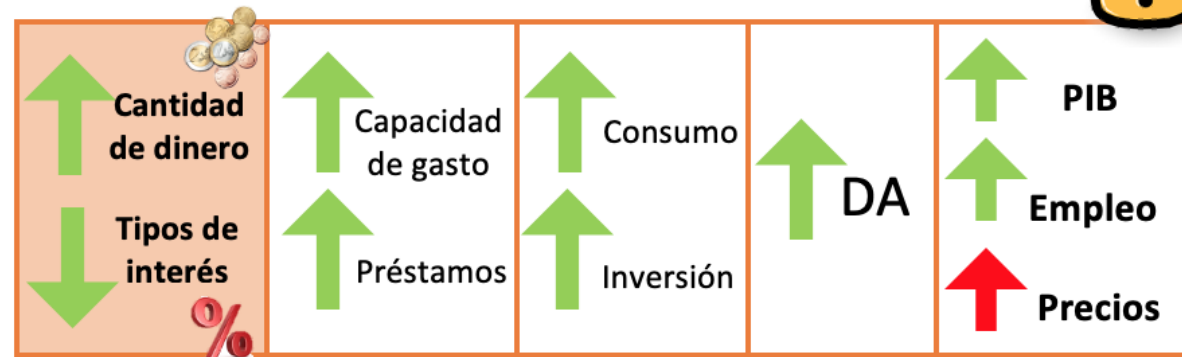 Cantidad
de dinero
Tipos de
interés
%
Capacidad
de gasto
Préstamos
Consumo
Inversión
DA
PIB
Empleo
Precios